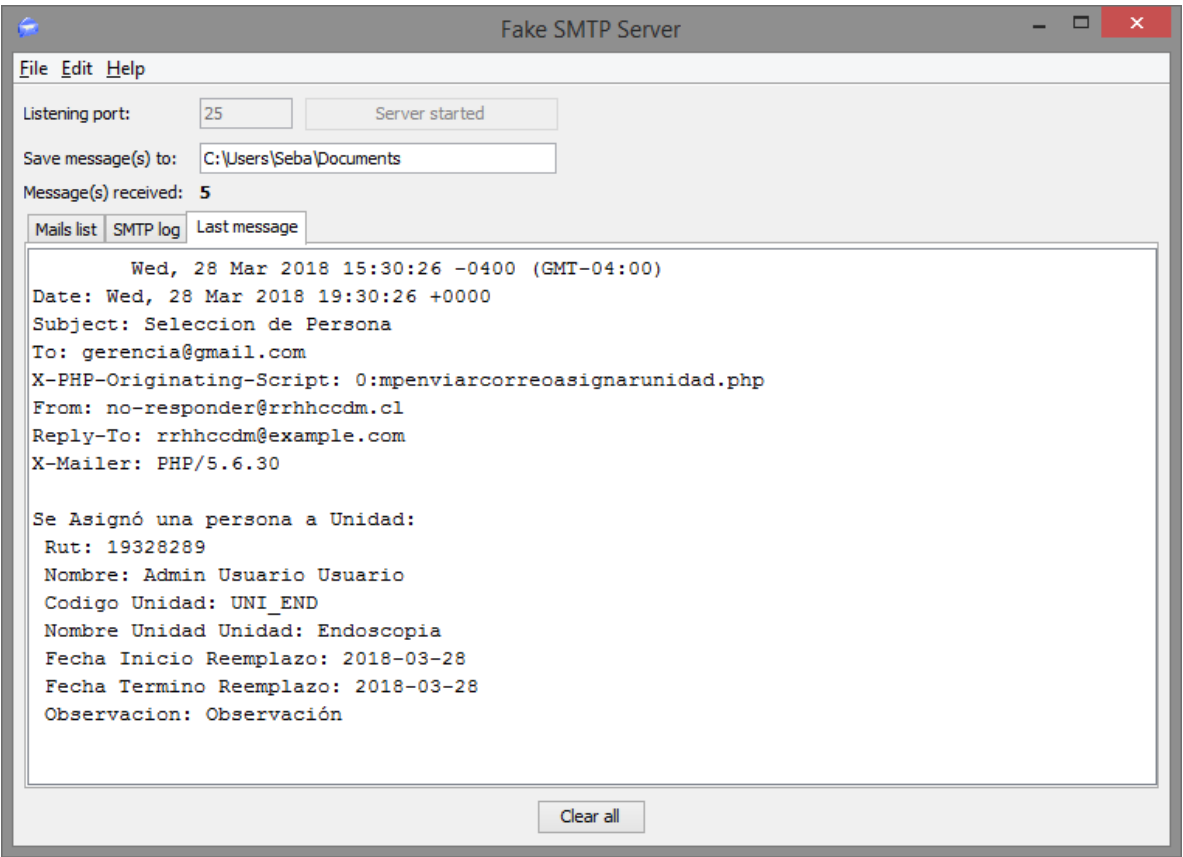 Fake SMTP Server
File Edit Help
Listening port: 25 Server started
Save message(s) to: C:\Users\Seba\Documents
Message(s) received: 5
Mails list SMTP log Last message
Wed, 28 Mar 2018 15:30:26 -0400 (GMT-04:00)
Date: Wed, 28 Mar 2018 19:30:26 +0000
Subject: Seleccion de Persona
To: gerencia@gmail.com
X-PHP-Originating-Script: 0:mpenviarcorreoasignarunidad.php
From: no-responder@rrhhccdm.cl
Reply-To: rrhhccdm@example.com
X-Mailer: PHP/5.6.30
Se Asignó una persona a Unidad:
Rut: 19328289
Nombre: Admin Usuario Usuario
Codigo Unidad: UNI_END
Nombre Unidad Unidad: Endoscopia
Fecha Inicio Reemplazo: 2018-03-28
Fecha Termino Reemplazo: 2018-03-28
Observacion: Observación
Clear all